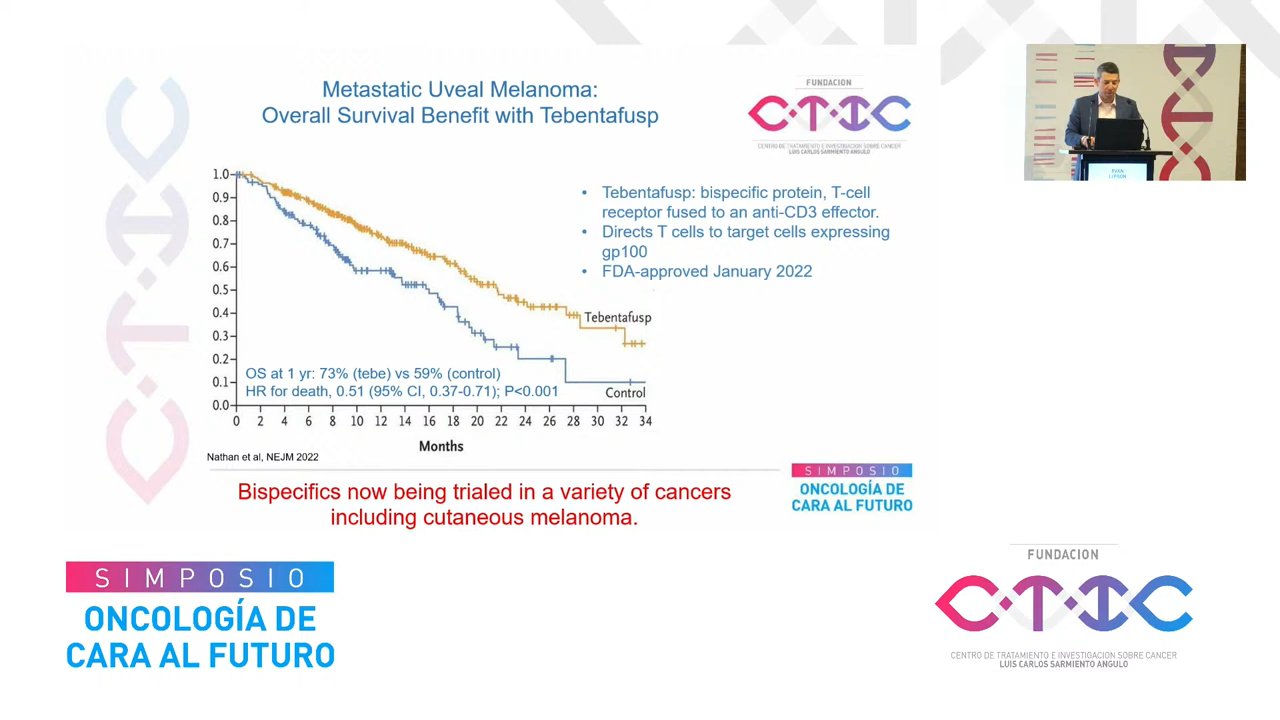 Metastatic Uveal Melanoma:
Overall Survival Benefit with Tebentafusp
FUNDACION
CTIC
CENTRO DE TRATAMIENTO E INVESTIGACION SOBRE CANCER
LUIS CARLOS SARMIENTO ANGULO
CTIC
• Tebentafusp: bispecific protein, T-cell
receptor fused to an anti-CD3 effector.
• Directs T cells to target cells expressing
gp100
• FDA-approved January 2022
1.0
0.9
0.8
0.7
0.6
0.5
0.4
0.3
0.2
0.1
0.0
Tebentafusp
Control
OS at 1 yr: 73% (tebe) vs 59% (control)
HR for death, 0.51 (95% CI, 0.37-0.71); P<0.001
0 2 4 6 8 10 12 14 16 18 20 22 24 26 28 30 32 34
Months
Nathan et al, NEJM 2022
Bispecifics now being trialed in a variety of cancers
including cutaneous melanoma.
SIMPOSIO
ONCOLOGÍA DE
CARA AL FUTURO
EVAN
LIPSON
SIMPOSIO
ONCOLOGÍA DE
CARA AL FUTURO
FUNDACION
CTIC
CENTRO DE TRATAMIENTO E INVESTIGACION SOBRE CANCER
LUIS CARLOS SARMIENTO ANGULO